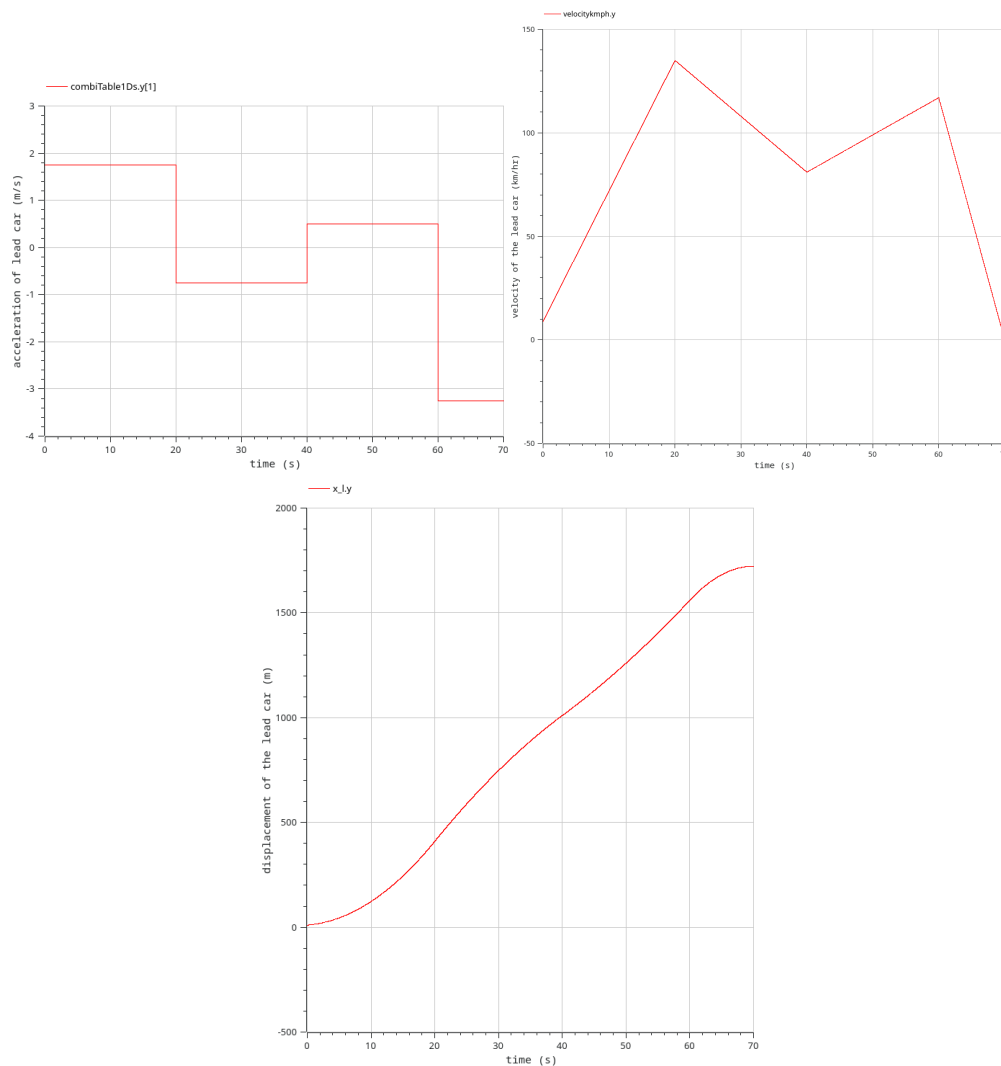 combiTable1Ds.y[1]
3
2
1
0
-1
-2
-3
-4
acceleration of lead car (m/s)
0 10 20 30 40 50 60 70
time (s)
velocitykmph.y
150
100
50
0
-50
velocity of the lead car (km/hr)
0 10 20 30 40 50 60 7
time (s)
x_l.y
2000
1500
1000
500
0
-500
displacement of the lead car (m)
0 10 20 30 40 50 60 70
time (s)